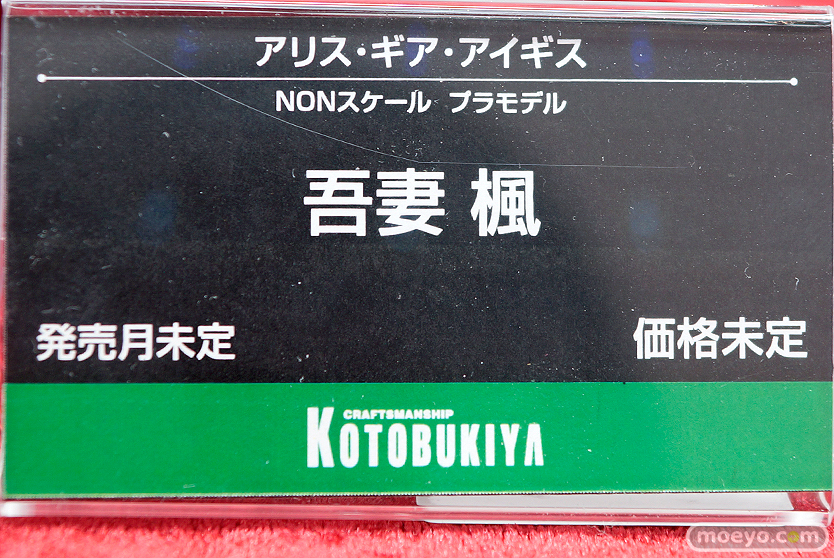 アリス・ギア・アイギス
NONスケール プラモデル
吾妻 楓
発売月未定
価格未定
CRAFTSMANSHIP
KOTOBUKIYA
moeyo.com